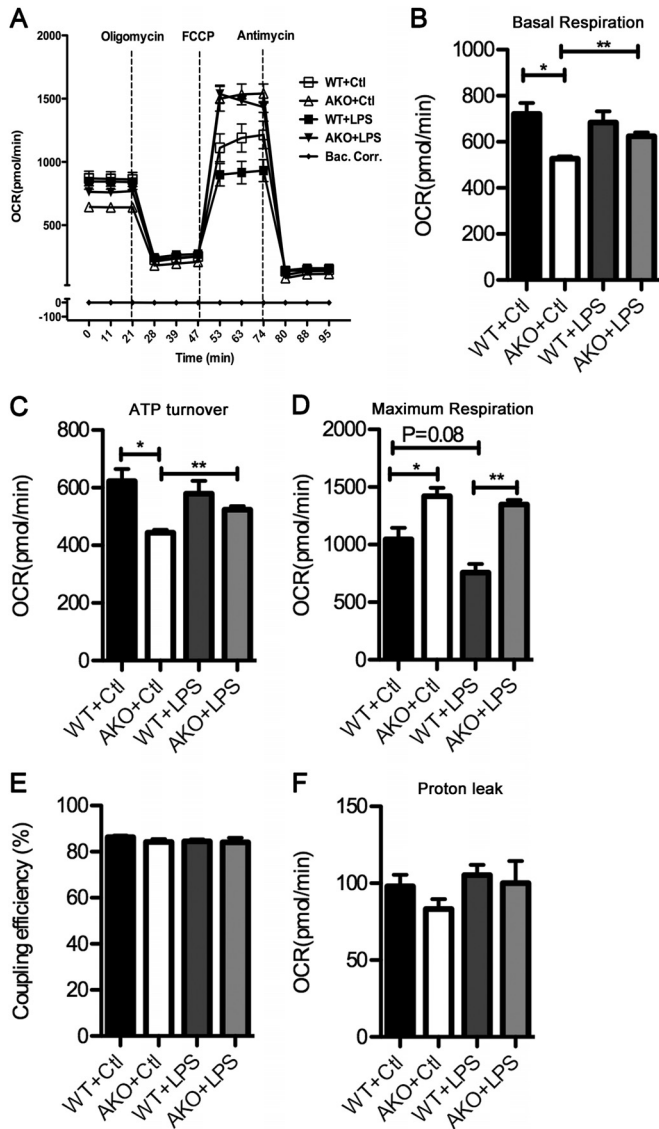 A
Oligomycin FCCP Antimycin
2000
1500
1000
500
0
-100
OCR(pmol/min)
WT+Ctl
AKO+Ctl
WT+LPS
AKO+LPS
Bac. Corr.
0 11 21 28 39 47 53 63 74 80 88 95
Time (min)
B
Basal Respiration
1000
800
600
400
200
0
OCR(pmol/min)
*
**
WT+Ctl AKO+Ctl WT+LPS AKO+LPS
C
ATP turnover
800
600
400
200
0
OCR(pmol/min)
*
**
WT+Ctl AKO+Ctl WT+LPS AKO+LPS
D
Maximum Respiration
2000
1500
1000
500
0
OCR(pmol/min)
P=0.08
*
**
WT+Ctl AKO+Ctl WT+LPS AKO+LPS
E
100
80
60
40
20
0
Coupling efficiency (%)
WT+Ctl AKO+Ctl WT+LPS AKO+LPS
F
Proton leak
150
100
50
0
OCR(pmol/min)
WT+Ctl AKO+Ctl WT+LPS AKO+LPS